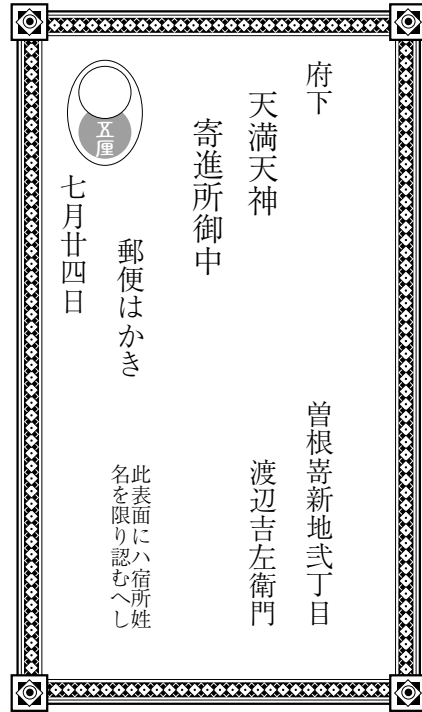 府下
曽根嵜新地弐丁目
天満天神
渡辺吉左衛門
寄進所御中
郵便はかき
此表面にハ宿所姓
名を限り認むへし
五厘
七月廿四日